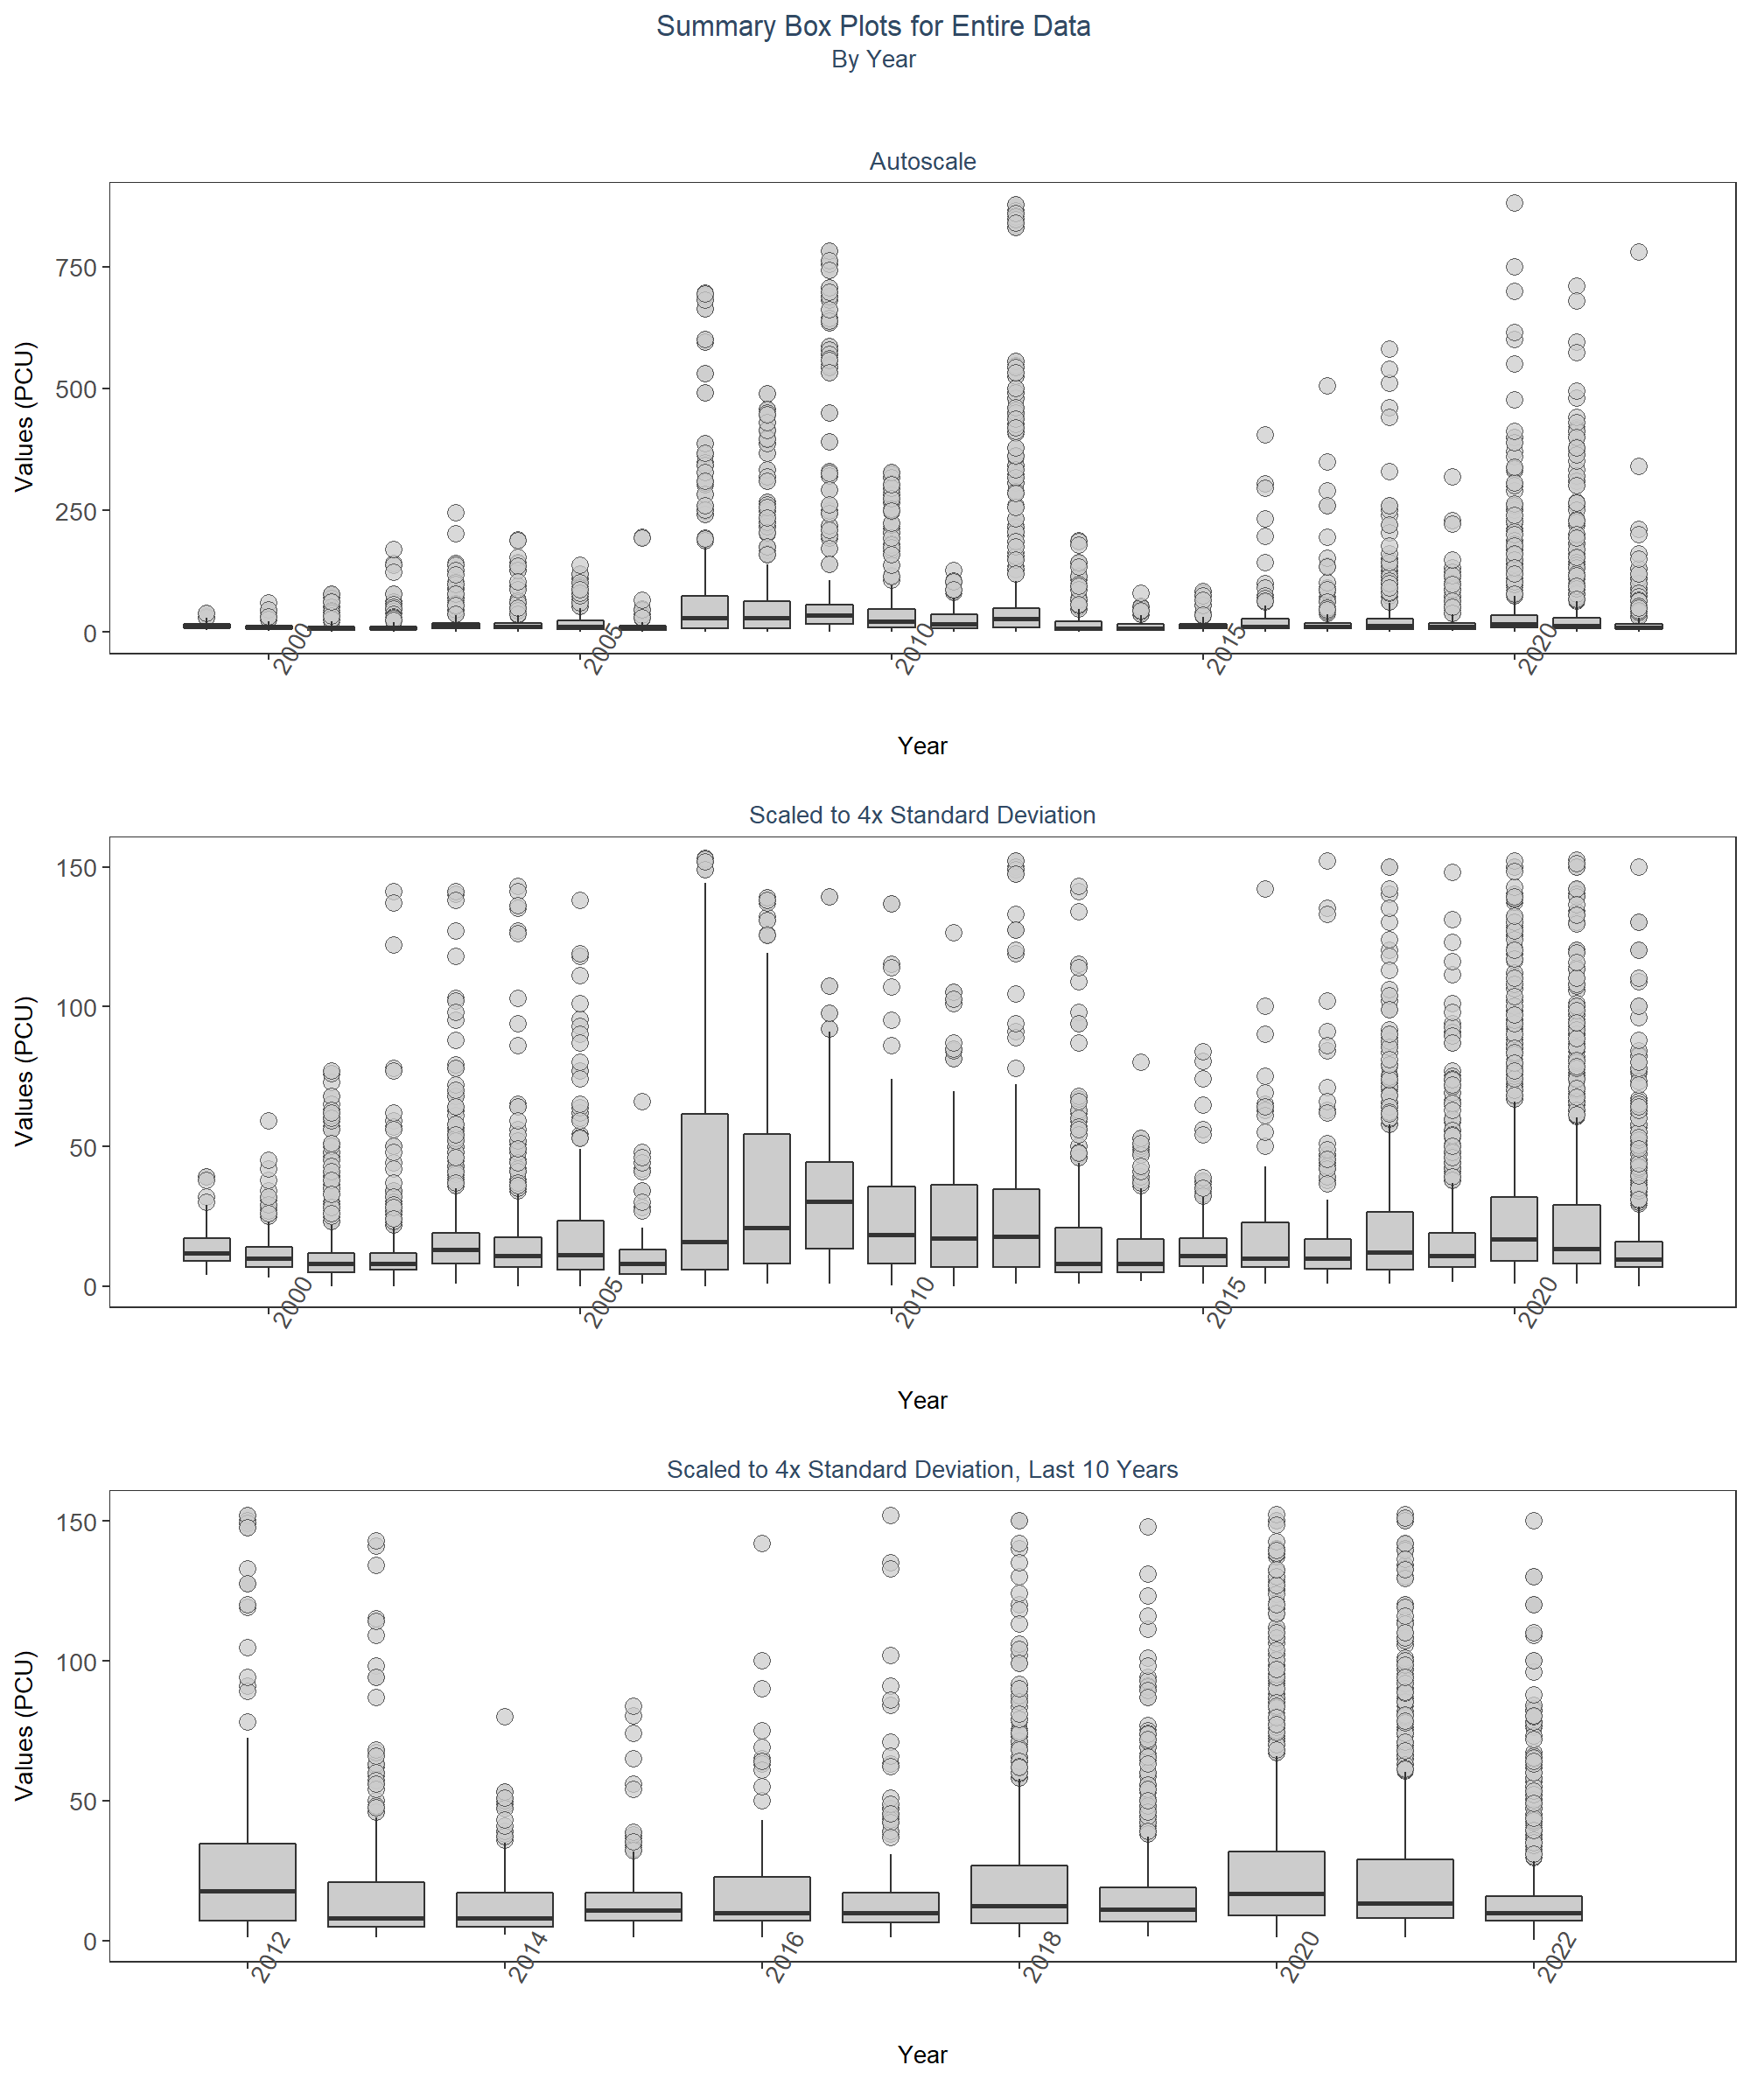 Summary Box Plots for Entire Data
By Year
Autoscale
Values (PCU)
750
500
250
0
2000
2005
2010
2015
2020
Year
Scaled to 4x Standard Deviation
Values (PCU)
150
100
50
0
2000
2005
2010
2015
2020
Year
Scaled to 4x Standard Deviation, Last 10 Years
Values (PCU)
150
100
50
0
2012
2014
2016
2018
2020
2022
Year